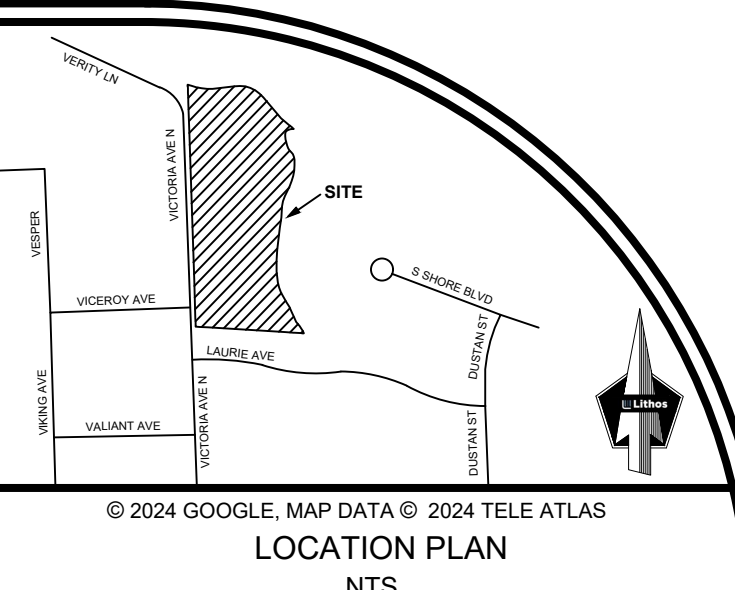 VERITY LN
VICTORIA AVE N
SITE
VESPER
S SHORE BLVD
VICEROY AVE
DUSTAN ST
LAURIE AVE
VIKING AVE
VICTORIA AVE N
Lithos
VALIANT AVE
DUSTAN ST
© 2024 GOOGLE, MAP DATA © 2024 TELE ATLAS
LOCATION PLAN
NTS